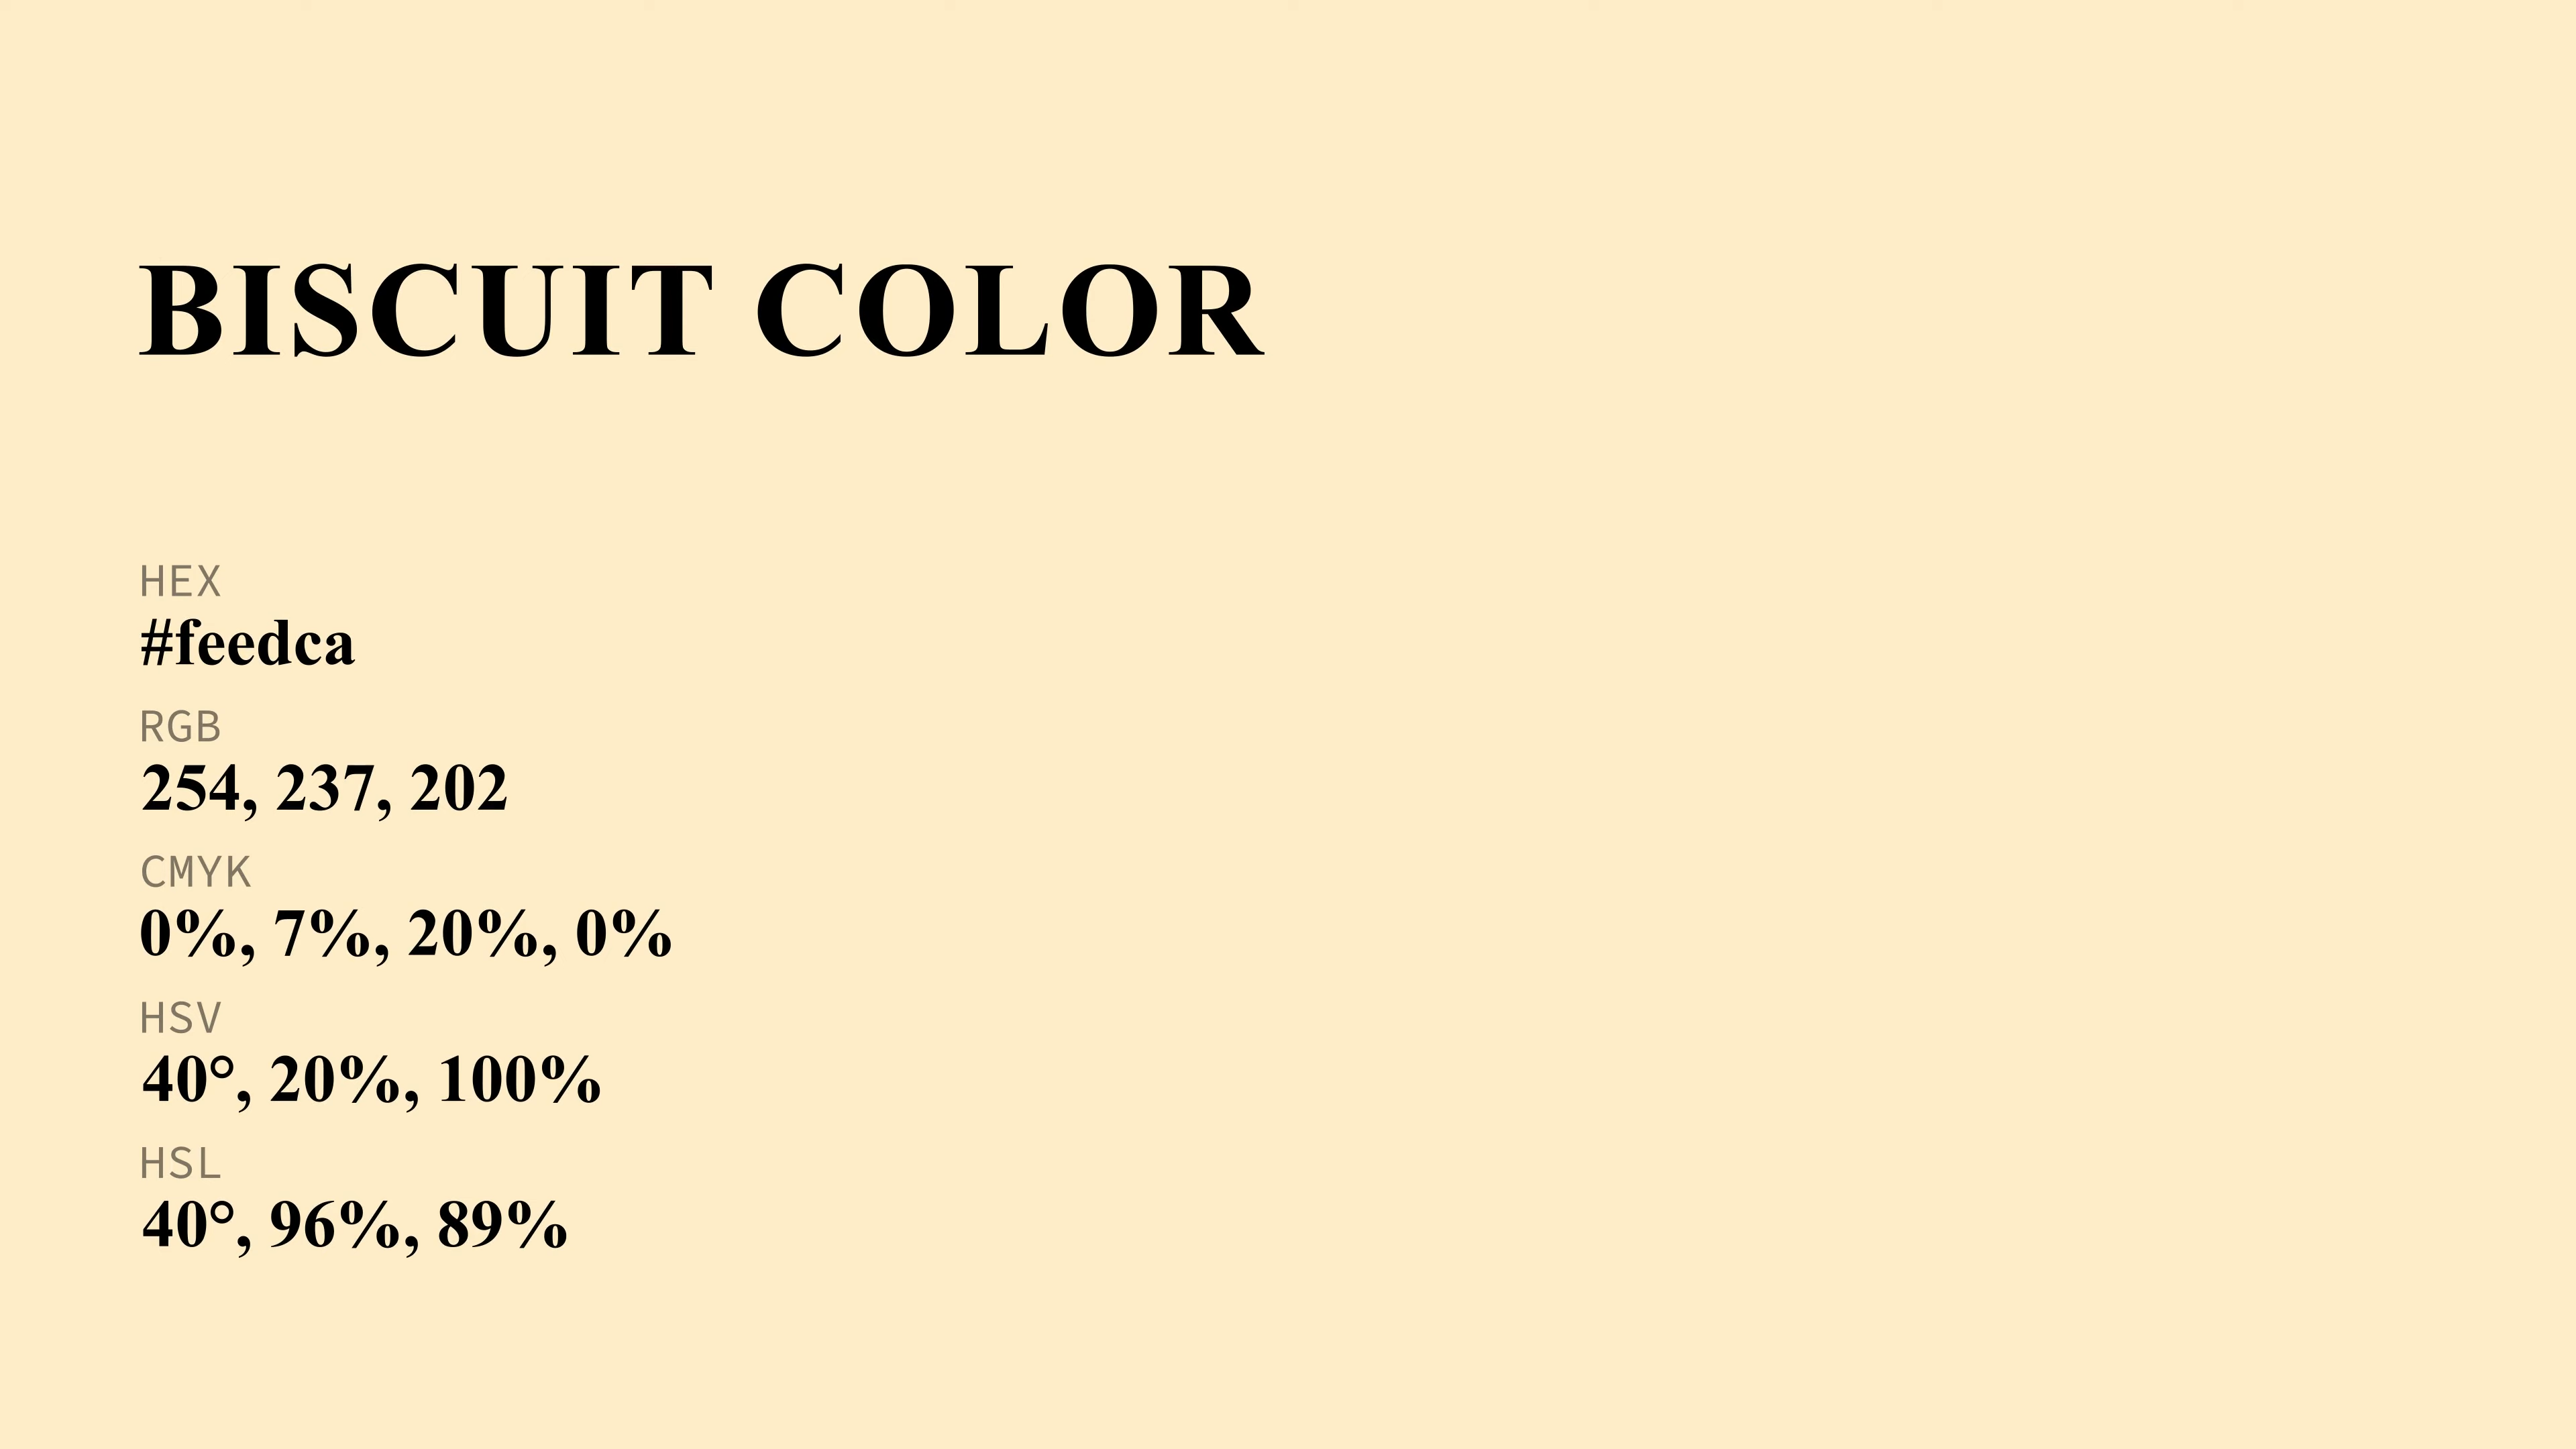 BISCUIT COLOR
HEX
#feedca
RGB
254, 237, 202
CMYK
0%, 7%, 20%, 0%
HSV
40°, 20%, 100%
HSL
40°, 96%, 89%